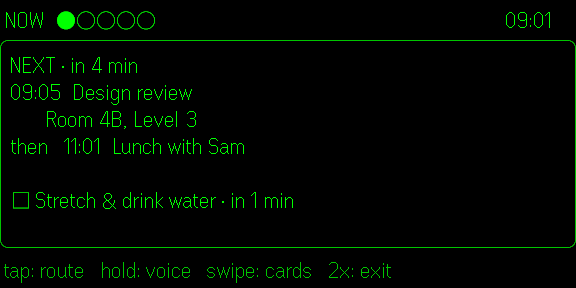 NOW 09:01
NEXT · in 4 min
09:05 Design review
Room 4B, Level 3
then 11:01 Lunch with Sam
Stretch & drink water · in 1 min
tap: route hold: voice swipe: cards 2x: exit